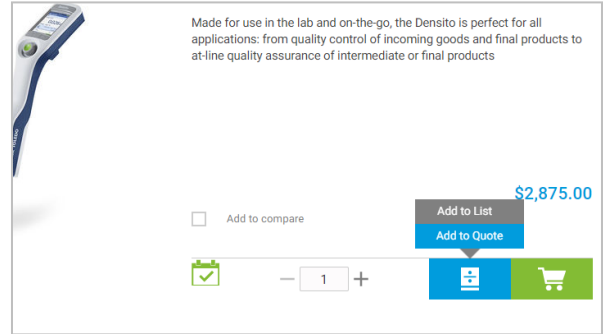 Made for use in the lab and on-the-go, the Densito is perfect for all
applications: from quality control of incoming goods and final products to
at-line quality assurance of intermediate or final products
$2,875.00
Add to List
Add to compare
Add to Quote
1